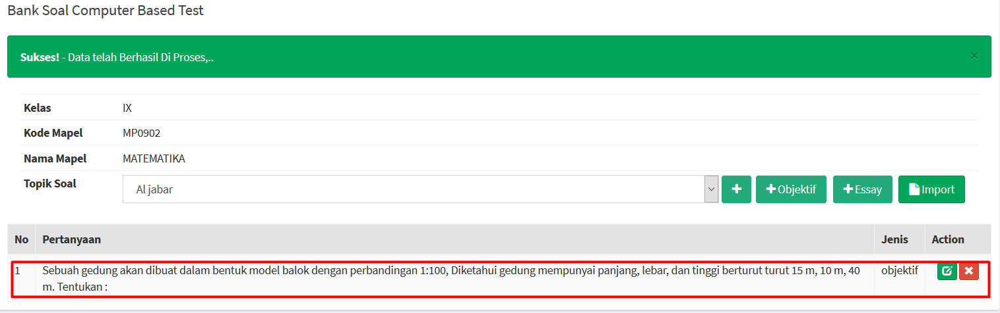 Bank Soal Computer Based Test
Sukses! - Data telah Berhasil Di Proses,..
×
Kelas IX
Kode Mapel MP0902
Nama Mapel MATEMATIKA
Topik Soal Al jabar + +Objektif +Essay Import
No Pertanyaan Jenis Action
1 Sebuah gedung akan dibuat dalam bentuk model balok dengan perbandingan 1:100, Diketahui gedung mempunyai panjang, lebar, dan tinggi berturut turut 15 m, 10 m, 40 objektif
m. Tentukan :